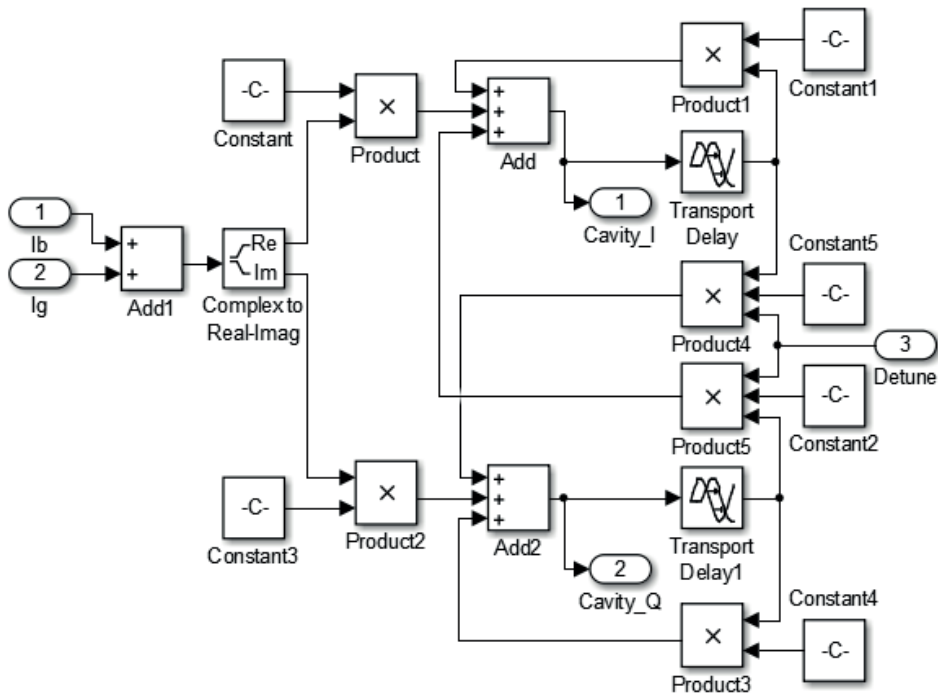 -C-
Constant1
Product1
-C-
Constant
×
Product
+
+
+
Add
×
Transport
Delay
1
Cavity_I
1
Ib
2
Ig
+
+
Add1
Re
Im
Complex to
Real-Imag
Constant5
-C-
×
Product4
3
Detune
×
Product5
-C-
Constant2
-C-
Constant3
×
Product2
+
+
+
Add2
Transport
Delay1
2
Cavity_Q
Constant4
×
Product3
-C-